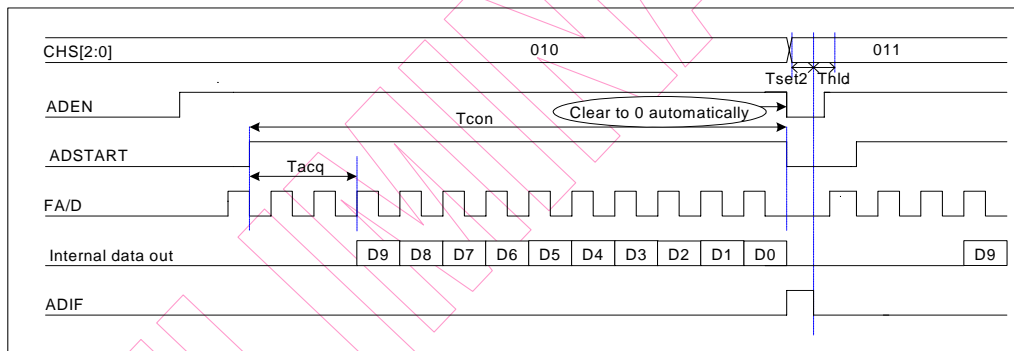 CHS[2:0] 010 011
Tset2 Thld
ADEN Clear to 0 automatically
Tcon
ADSTART
Tacq
FA/D
Internal data out D9 D8 D7 D6 D5 D4 D3 D2 D1 D0 D9
ADIF